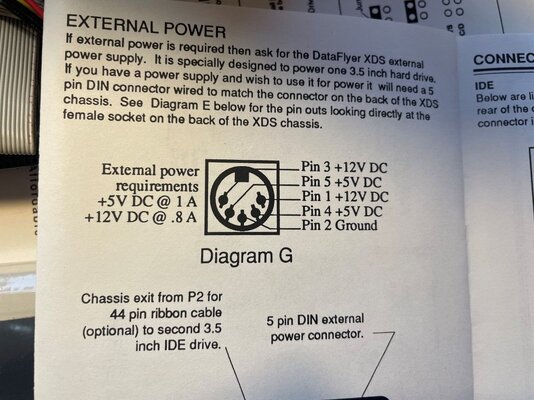 EXTERNAL POWER
If external power is required then ask for the DataFlyer XDS external
power supply. It is specially designed to power one 3.5 inch hard drive.
If you have a power supply and wish to use it for power it will need a 5
pin DIN connector wired to match the connector on the back of the XDS
chassis. See Diagram E below for the pin outs looking directly at the
female socket on the back of the XDS chassis.
External power
requirements
+5V DC @ 1 A
+12V DC @ .8 A
Pin 3 +12V DC
Pin 5 +5V DC
Pin 1 +12V DC
Pin 4 +5V DC
Pin 2 Ground
Diagram G
Chassis exit from P2 for
44 pin ribbon cable
(optional) to second 3.5
inch IDE drive.
5 pin DIN external
power connector.
CONNEC
IDE
Below are li
rear of the
connector i